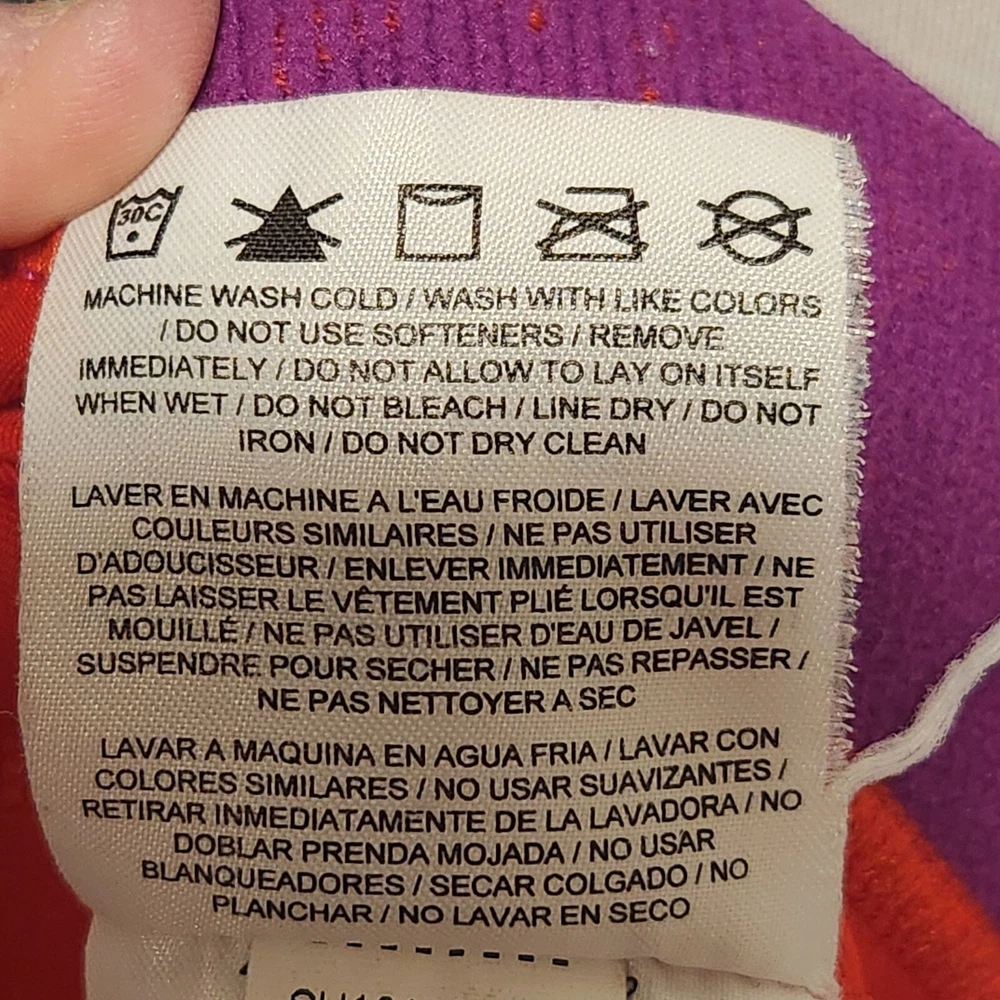 30C
MACHINE WASH COLD / WASH WITH LIKE COLORS
/ DO NOT USE SOFTENERS / REMOVE
IMMEDIATELY / DO NOT ALLOW TO LAY ON ITSELF
WHEN WET / DO NOT BLEACH / LINE DRY / DO NOT
IRON / DO NOT DRY CLEAN
LAVER EN MACHINE A L'EAU FROIDE / LAVER AVEC
COULEURS SIMILAIRES / NE PAS UTILISER
D'ADOUCISSEUR / ENLEVER IMMEDIATEMENT / NE
PAS LAISSER LE VÊTEMENT PLIÉ LORSQU'IL EST
MOUILLÉ / NE PAS UTILISER D'EAU DE JAVEL /
SUSPENDRE POUR SECHER / NE PAS REPASSER /
NE PAS NETTOYER A SEC
LAVAR A MAQUINA EN AGUA FRIA / LAVAR CON
COLORES SIMILARES / NO USAR SUAVIZANTES /
RETIRAR INMEDIATAMENTE DE LA LAVADORA / NO
DOBLAR PRENDA MOJADA / NO USAR
BLANQUEADORES / SECAR COLGADO / NO
PLANCHAR / NO LAVAR EN SECO